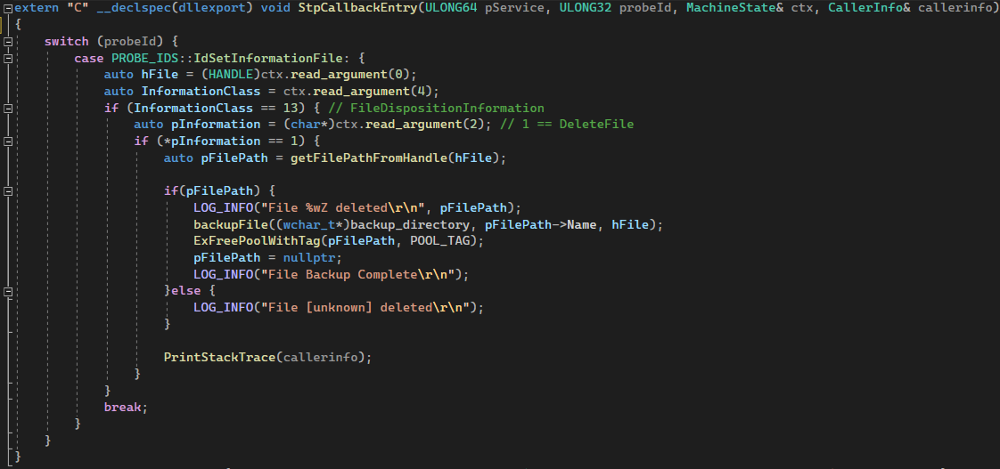 extern "C" __declspec(dllexport) void StpCallbackEntry(ULONG64 pService, ULONG32 probeId, MachineState& ctx, CallerInfo& callerinfo)
{
    switch (probeId) {
        case PROBE_IDS::IdSetInformationFile: {
            auto hFile = (HANDLE)ctx.read_argument(0);
            auto InformationClass = ctx.read_argument(4);
            if (InformationClass == 13) { // FileDispositionInformation
                auto pInformation = (char*)ctx.read_argument(2); // 1 == DeleteFile
                if (*pInformation == 1) {
                    auto pFilePath = getFilePathFromHandle(hFile);

                    if(pFilePath) {
                        LOG_INFO("File %wZ deleted\r\n", pFilePath);
                        backupFile((wchar_t*)backup_directory, pFilePath->Name, hFile);
                        ExFreePoolWithTag(pFilePath, POOL_TAG);
                        pFilePath = nullptr;
                        LOG_INFO("File Backup Complete\r\n");
                    }else {
                        LOG_INFO("File [unknown] deleted\r\n");
                    }

                    PrintStackTrace(callerinfo);
                }
            }
            break;
        }
    }
}